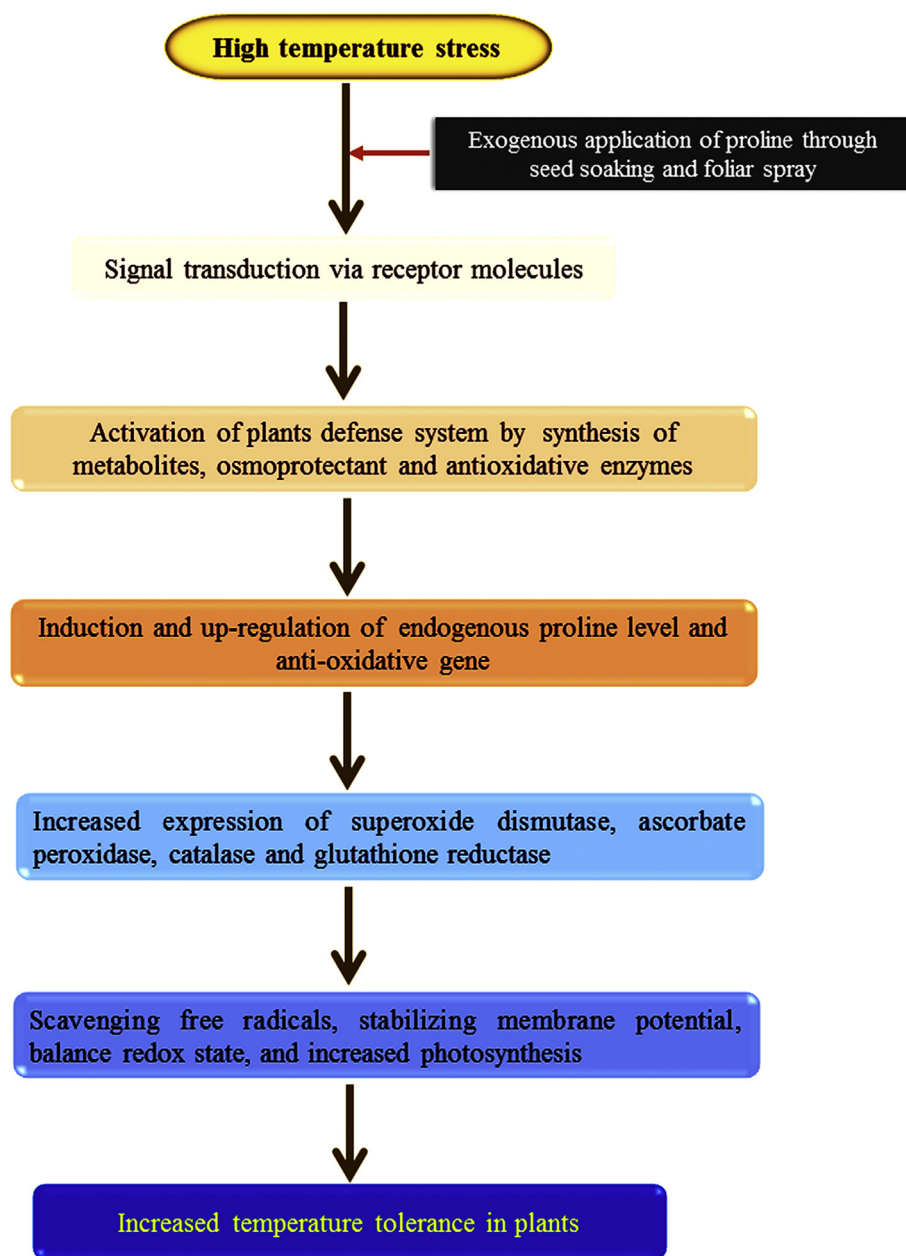 High temperature stress
Exogenous application of proline through
seed soaking and foliar spray
Signal transduction via receptor molecules
Activation of plants defense system by synthesis of
metabolites, osmoprotectant and antioxidative enzymes
Induction and up-regulation of endogenous proline level and
anti-oxidative gene
Increased expression of superoxide dismutase, ascorbate
peroxidase, catalase and glutathione reductase
Scavenging free radicals, stabilizing membrane potential,
balance redox state, and increased photosynthesis
Increased temperature tolerance in plants